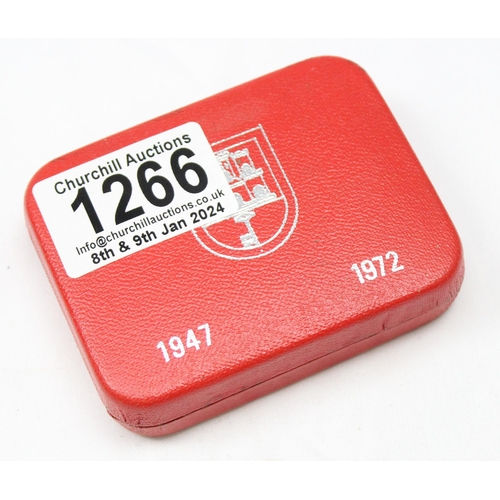 Churchill Auctions
1266
Info@churchillauctions.co.uk
8th & 9th Jan 2024
1947
1972